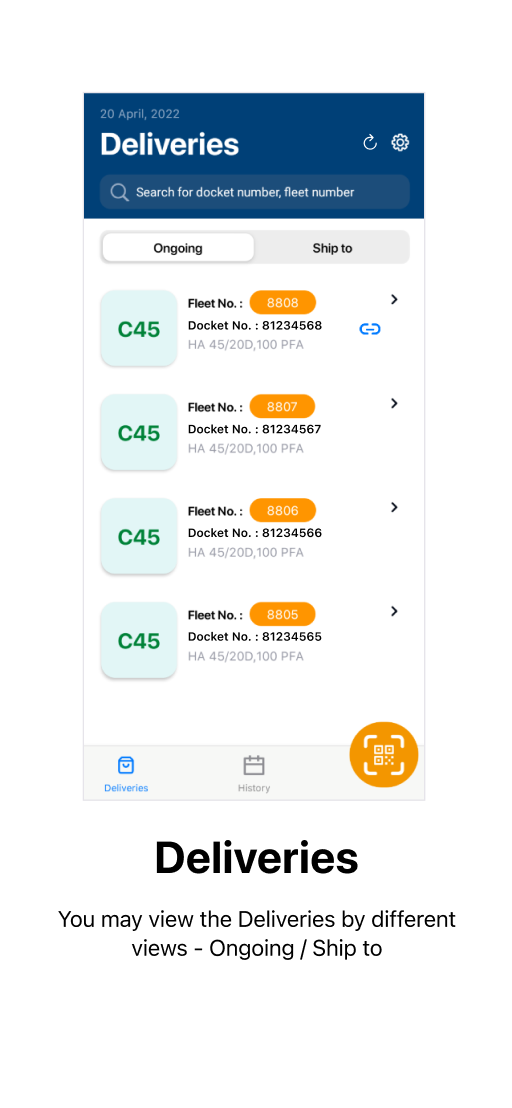 20 April, 2022
Deliveries
Search for docket number, fleet number
Ongoing Ship to
Fleet No. : 8808
C45
Docket No. : 81234568
HA 45/20D,100 PFA
Fleet No. : 8807
C45
Docket No. : 81234567
HA 45/20D,100 PFA
Fleet No. : 8806
C45
Docket No. : 81234566
HA 45/20D,100 PFA
Fleet No. : 8805
C45
Docket No. : 81234565
HA 45/20D,100 PFA
Deliveries History
Deliveries
You may view the Deliveries by different
views - Ongoing / Ship to